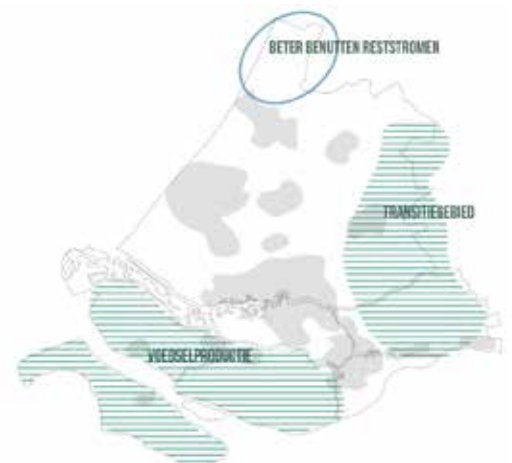 BETER BENUTTEN RESTSTROMEN
TRANSITIEGEBIED
VOEDSELPRODUCTIE